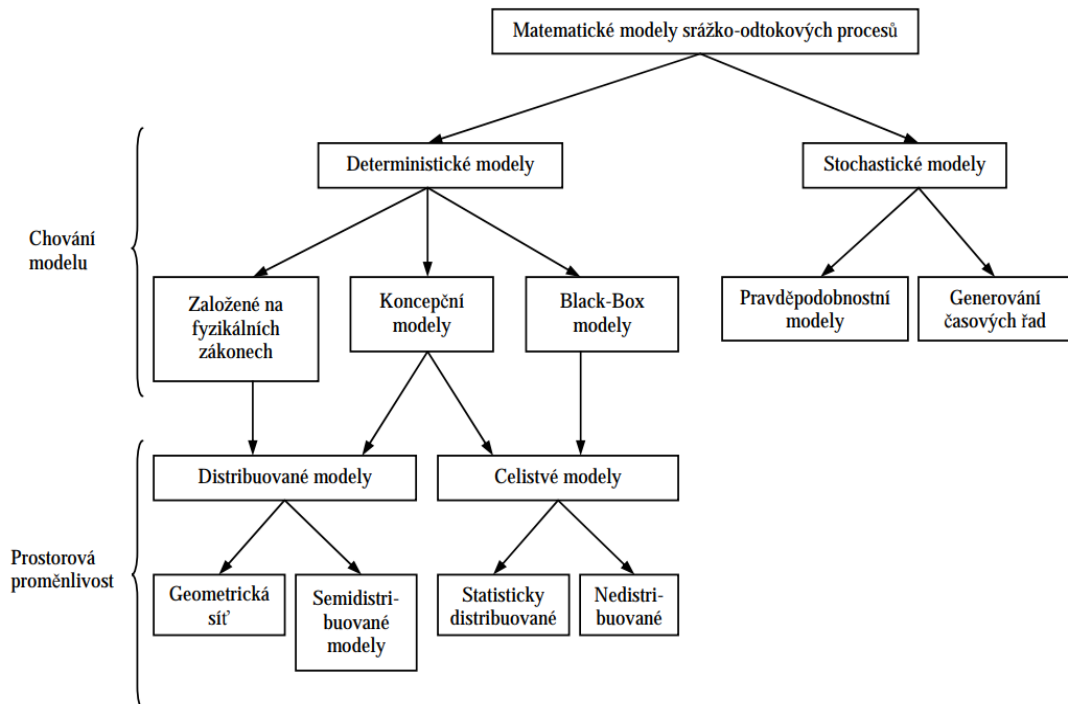 Matematické modely srážko-odtokových procesů
Deterministické modely
Stochastické modely
Chování
modelu
Založené na
fyzikálních
zákonech
Koncepční
modely
Black-Box
modely
Pravděpodobnostní
modely
Generování
časových řad
Distribuované modely
Celistvé modely
Prostorová
proměnlivost
Geometrická
síť
Semidistri-
buované
modely
Statisticky
distribuované
Nedistri-
buované